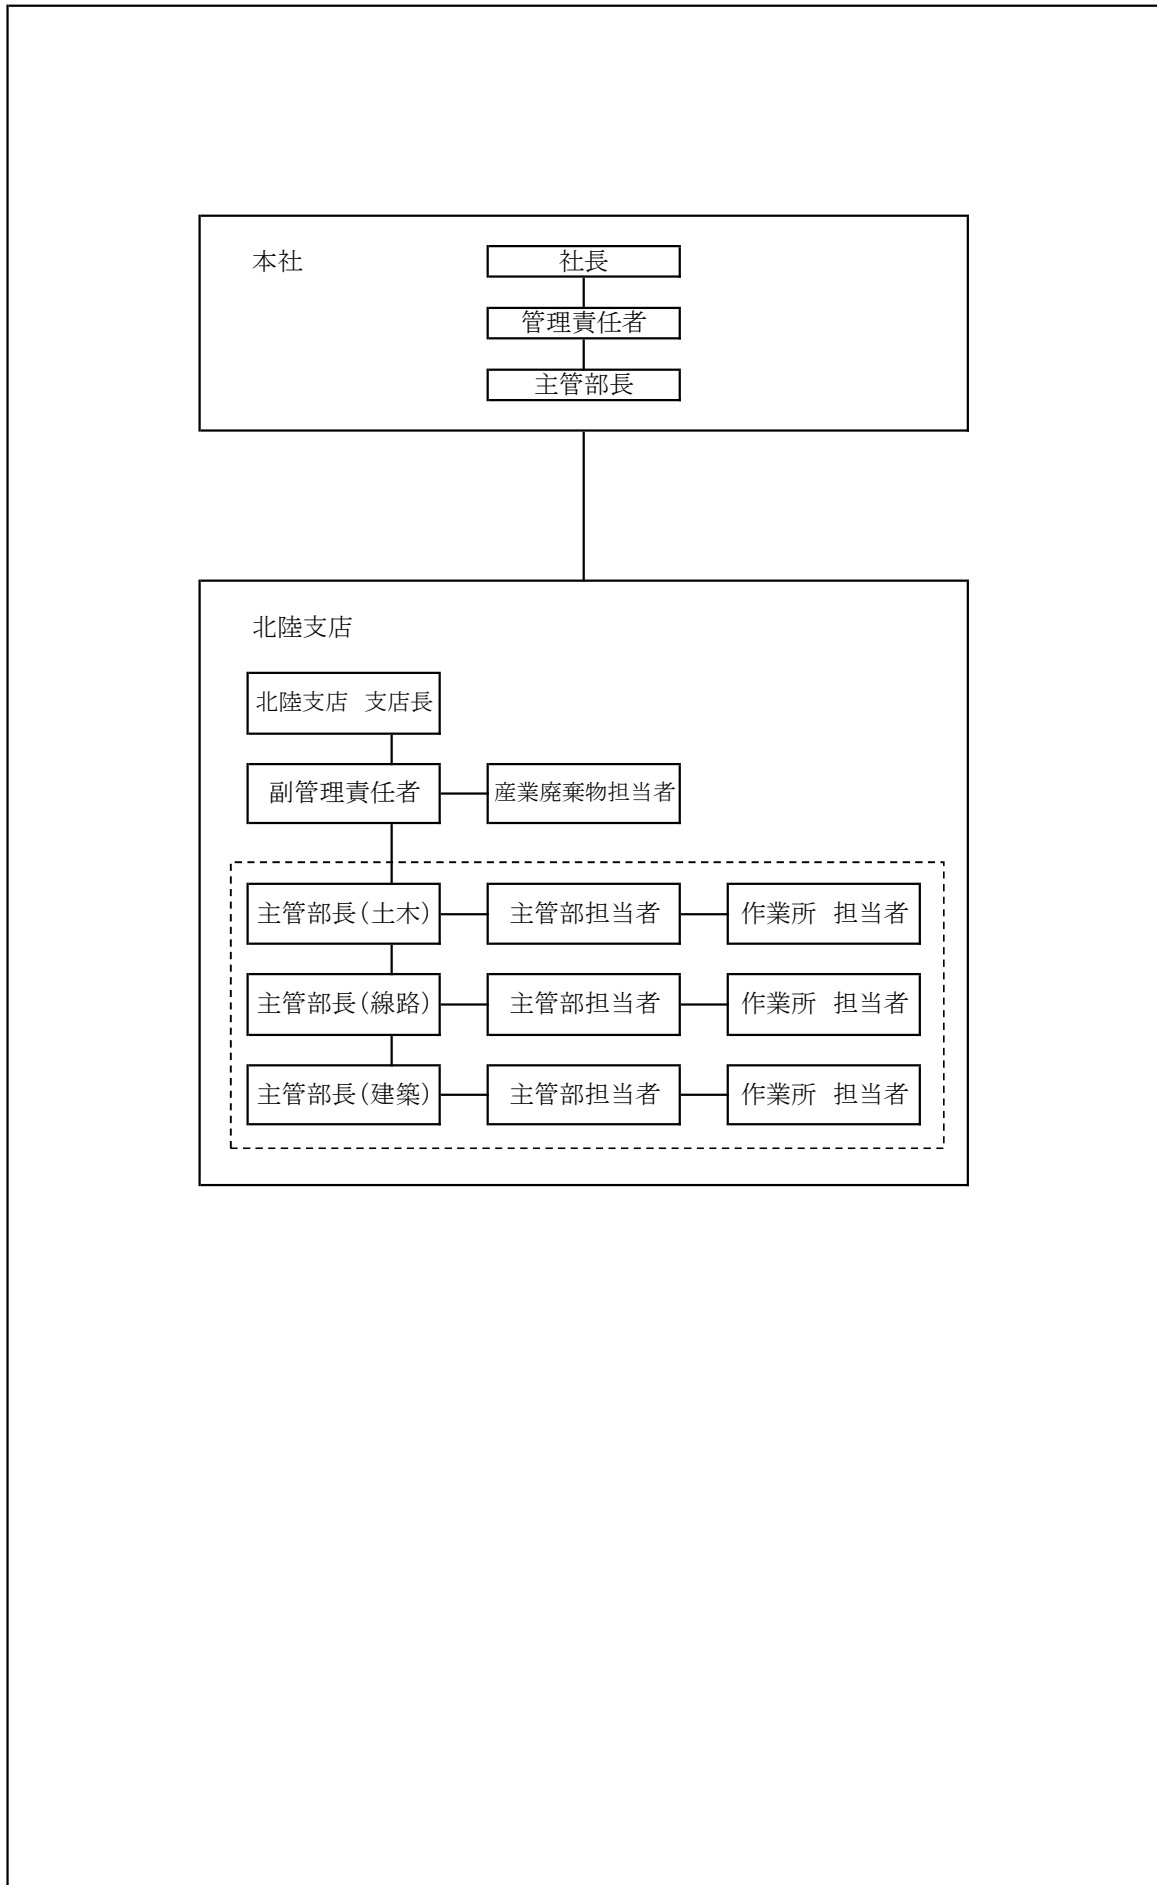 本社
社長
管理責任者
主管部長
北陸支店
北陸支店 支店長
副管理責任者
産業廃棄物担当者
主管部長(土木)
主管部担当者
作業所 担当者
主管部長(線路)
主管部担当者
作業所 担当者
主管部長(建築)
主管部担当者
作業所 担当者